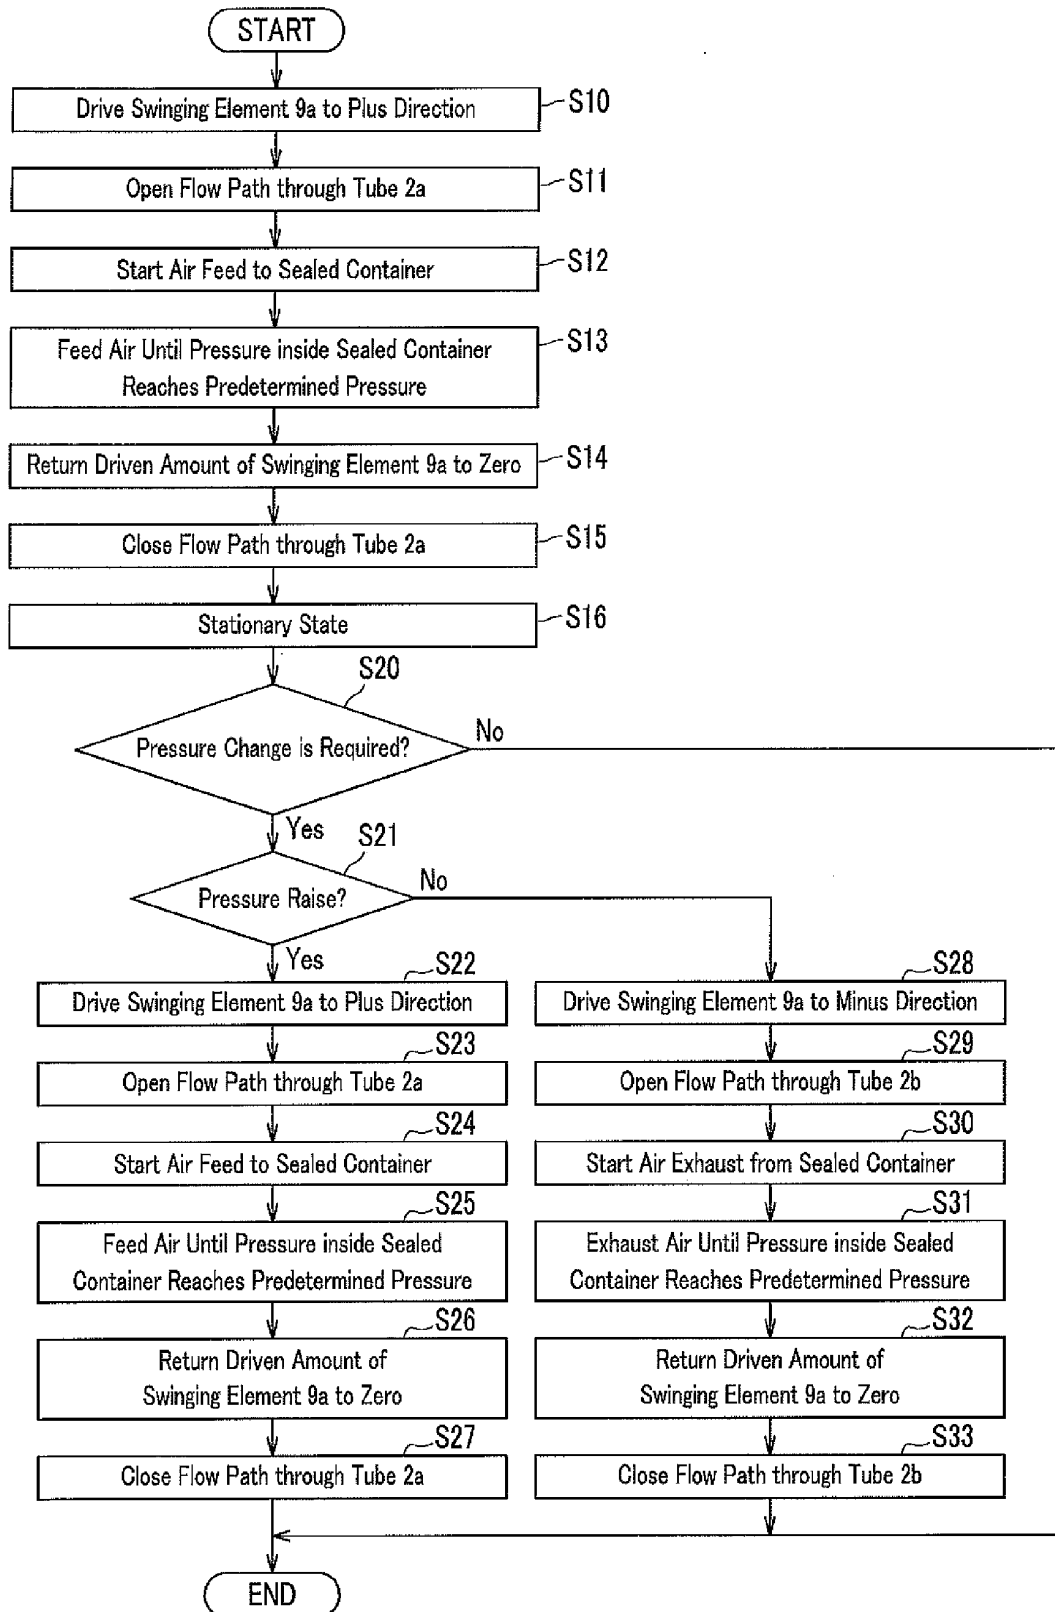 START
Drive Swinging Element 9a to Plus Direction
S10
Open Flow Path through Tube 2a
S11
Start Air Feed to Sealed Container
S12
Feed Air Until Pressure inside Sealed Container
Reaches Predetermined Pressure
S13
Return Driven Amount of Swinging Element 9a to Zero
S14
Close Flow Path through Tube 2a
S15
Stationary State
S16
S20
Pressure Change is Required?
No
Yes
S21
Pressure Raise?
No
Yes
S22
Drive Swinging Element 9a to Plus Direction
S23
Open Flow Path through Tube 2a
S24
Start Air Feed to Sealed Container
S25
Feed Air Until Pressure inside Sealed
Container Reaches Predetermined Pressure
S26
Return Driven Amount of
Swinging Element 9a to Zero
S27
Close Flow Path through Tube 2a
S28
Drive Swinging Element 9a to Minus Direction
S29
Open Flow Path through Tube 2b
S30
Start Air Exhaust from Sealed Container
S31
Exhaust Air Until Pressure inside Sealed
Container Reaches Predetermined Pressure
S32
Return Driven Amount of
Swinging Element 9a to Zero
S33
Close Flow Path through Tube 2b
END